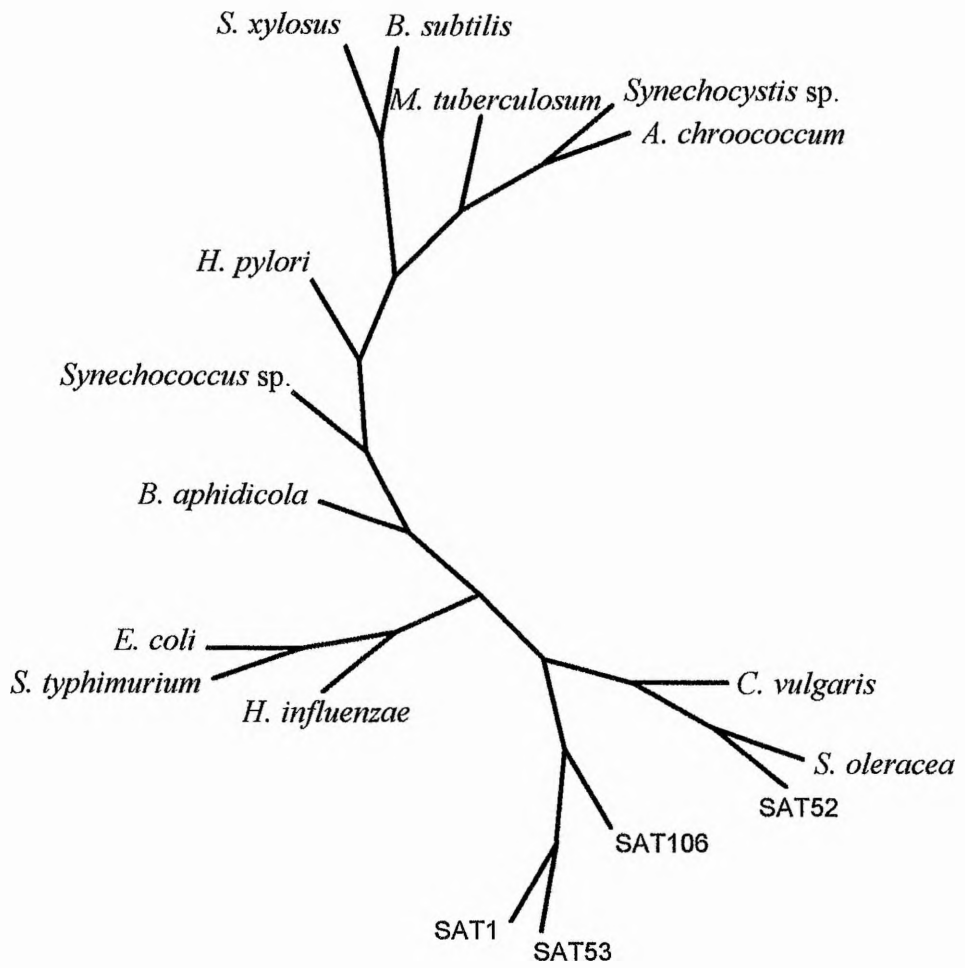 S. xylosus
B. subtilis
M. tuberculosum
Synechocystis sp.
A. chroococcum
H. pylori
Synechococcus sp.
B. aphidicola
E. coli
S. typhimurium
H. influenzae
C. vulgaris
S. oleracea
SAT52
SAT106
SAT1
SAT53